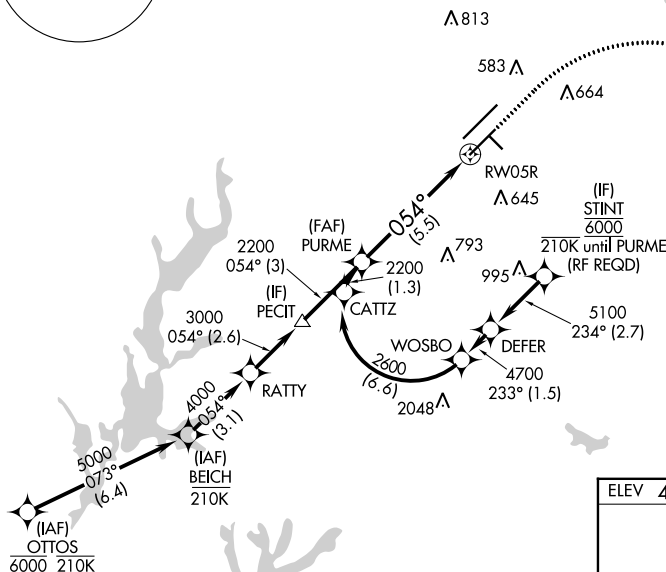 813
583
664
RW05R
645
(IF)
STINT
6000
210K until PURME
(RF REQD)
(FAF)
PURME
054°
(5.5)
793
995
2200
054° (3)
2200
(1.3)
(IF)
PECIT
CATTZ
5100
234° (2.7)
3000
054° (2.6)
WOSBO
DEFER
2600
(6.6)
4700
233° (1.5)
RATTY
2048
4000
054°
(3.1)
(IAF)
BEICH
210K
5000
073°
(6.4)
(IAF)
OTTOS
6000 210K
ELEV 4